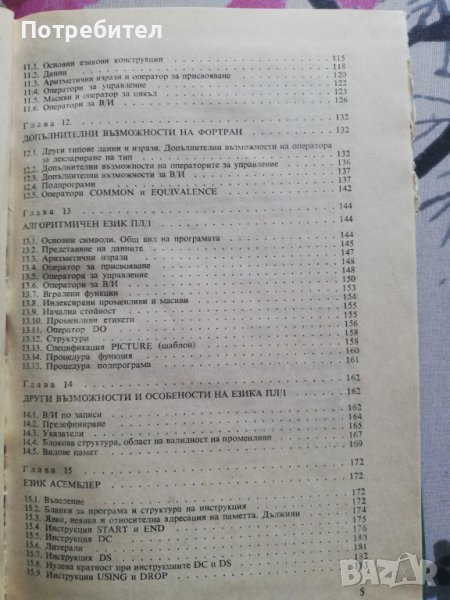 Потребител
11.1. Основни езикови конструкции 115
11.2. Данни 118
11.3. Аритметични изрази и оператор за присвояване 120
11.4. Оператори за управление 122
11.5. Масиви и оператор за цикъл 123
11.6. Оператори за В/И 126
Глава 12 132
ДОПЪЛНИТЕЛНИ ВЪЗМОЖНОСТИ НА ФОРТРАН 132
12.1. Други типове данни и изрази. Допълнителни възможности на оператора
за деклариране на тип 132
12.2. Допълнителни възможности на операторите за управление 136
12.3. Допълнителни възможности за В/И 137
12.4. Подпрограми 137
12.5. Оператори COMMON и EQUIVALENCE 142
Глава 13 144
АЛГОРИТМИЧЕН ЕЗИК ПЛ/1 144
13.1. Основни символи. Общ вид на програмата 144
13.2. Представяне на данните 145
13.3. Аритметични изрази 147
13.4. Оператор за присвояване 148
13.5. Оператори за управление 148
13.6. Оператори за В/И 150
13.7. Вградени функции 153
13.8. Индексирани променливи и масиви 154
13.9. Начална стойност 155
13.10. Променливи етикети 155
13.11. Оператор DO 156
13.12. Структури 158
13.13. Спецификация PICTURE (шаблон) 158
13.14. Процедура функция 160
13.15. Процедура подпрограма 161
Глава 14 162
ДРУГИ ВЪЗМОЖНОСТИ И ОСОБЕНОСТИ НА ЕЗИКА ПЛ/1 162
14.1. В/И по записи 162
14.2. Предефиниране 164
14.3. Указатели 165
14.4. Блокова структура, област на валидност на променливи 167
14.5. Видове памет 169
Глава 15 172
ЕЗИК АСЕМБЛЕР 172
15.1. Въведение 172
15.2. Бланки за програма и структура на инструкция 174
15.3. Явна, неявна и относителна адресация на паметта. Дължини 175
15.4. Инструкции START и END 176
15.5. Инструкция DC 180
15.6. Литерали 181
15.7. Инструкция DS
15.8. Нулева кратност при инструкциите DC и DS
15.9. Инструкции USING и DROP
5
BAZAR